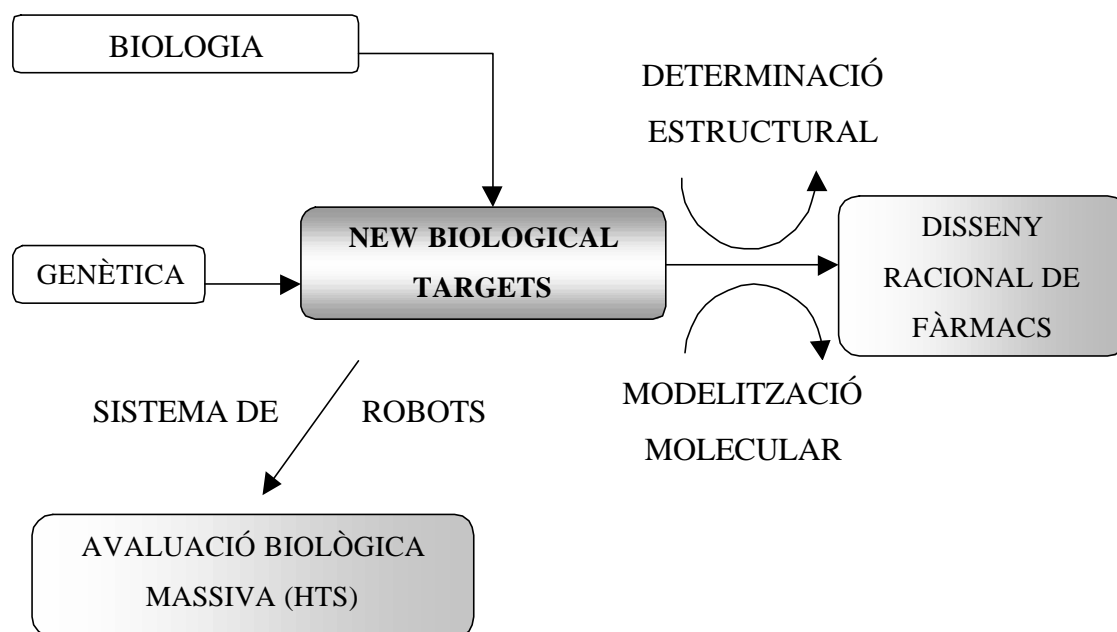 BIOLOGIA
DETERMINACIÓ
ESTRUCTURAL
NEW BIOLOGICAL
TARGETS
GENÈTICA
DISSENY
RACIONAL DE
FÀRMACS
SISTEMA DE ROBOTS
MODELITZACIÓ
MOLECULAR
AVALUACIÓ BIOLÒGICA
MASSIVA (HTS)